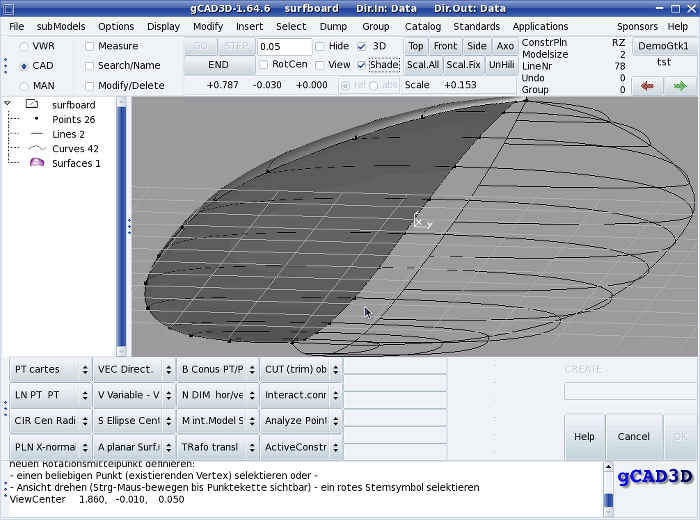 gCAD3D-1.64.6 surfboard Dir.In: Data Dir.Out: Data
File subModels Options Display Modify Insert Select Dump Group Catalog Standards Applications Sponsors Help
VWR Measure GO STEP 0.05 Hide 3D Top Front Side Axo
CAD Search/Name END RotCen View Shade Scal.All Scal.Fix UnHili
MAN Modify/Delete +0.787 -0.030 +0.000 rel abs Scale +0.153
ConstrPln RZ
Modelsize 2
LineNr 78
Undo 0
Group 0
DemoGtk1
tst
surfboard
Points 26
Lines 2
Curves 42
Surfaces 1
x y
PT cartes VEC Direct. B Conus PT/P CUT (trim) ob
LN PT PT V Variable - V N DIM hor/ve Interact.conr
CIR Cen Radi S Ellipse Cent M int.Model S Analyze Poin
PLN X-norma A planar Surf. TRafo transl ActiveConstr
CREATE
Help Cancel OK
neuen Rotationsmittelpunkt definieren:
- einen beliebigen Punkt (existierenden Vertex) selektieren oder -
- Ansicht drehen (Strg-Maus-bewegen bis Punktekette sichtbar) - ein rotes Sternsymbol selektieren
ViewCenter 1.860, -0.010, 0.050
gCAD3D